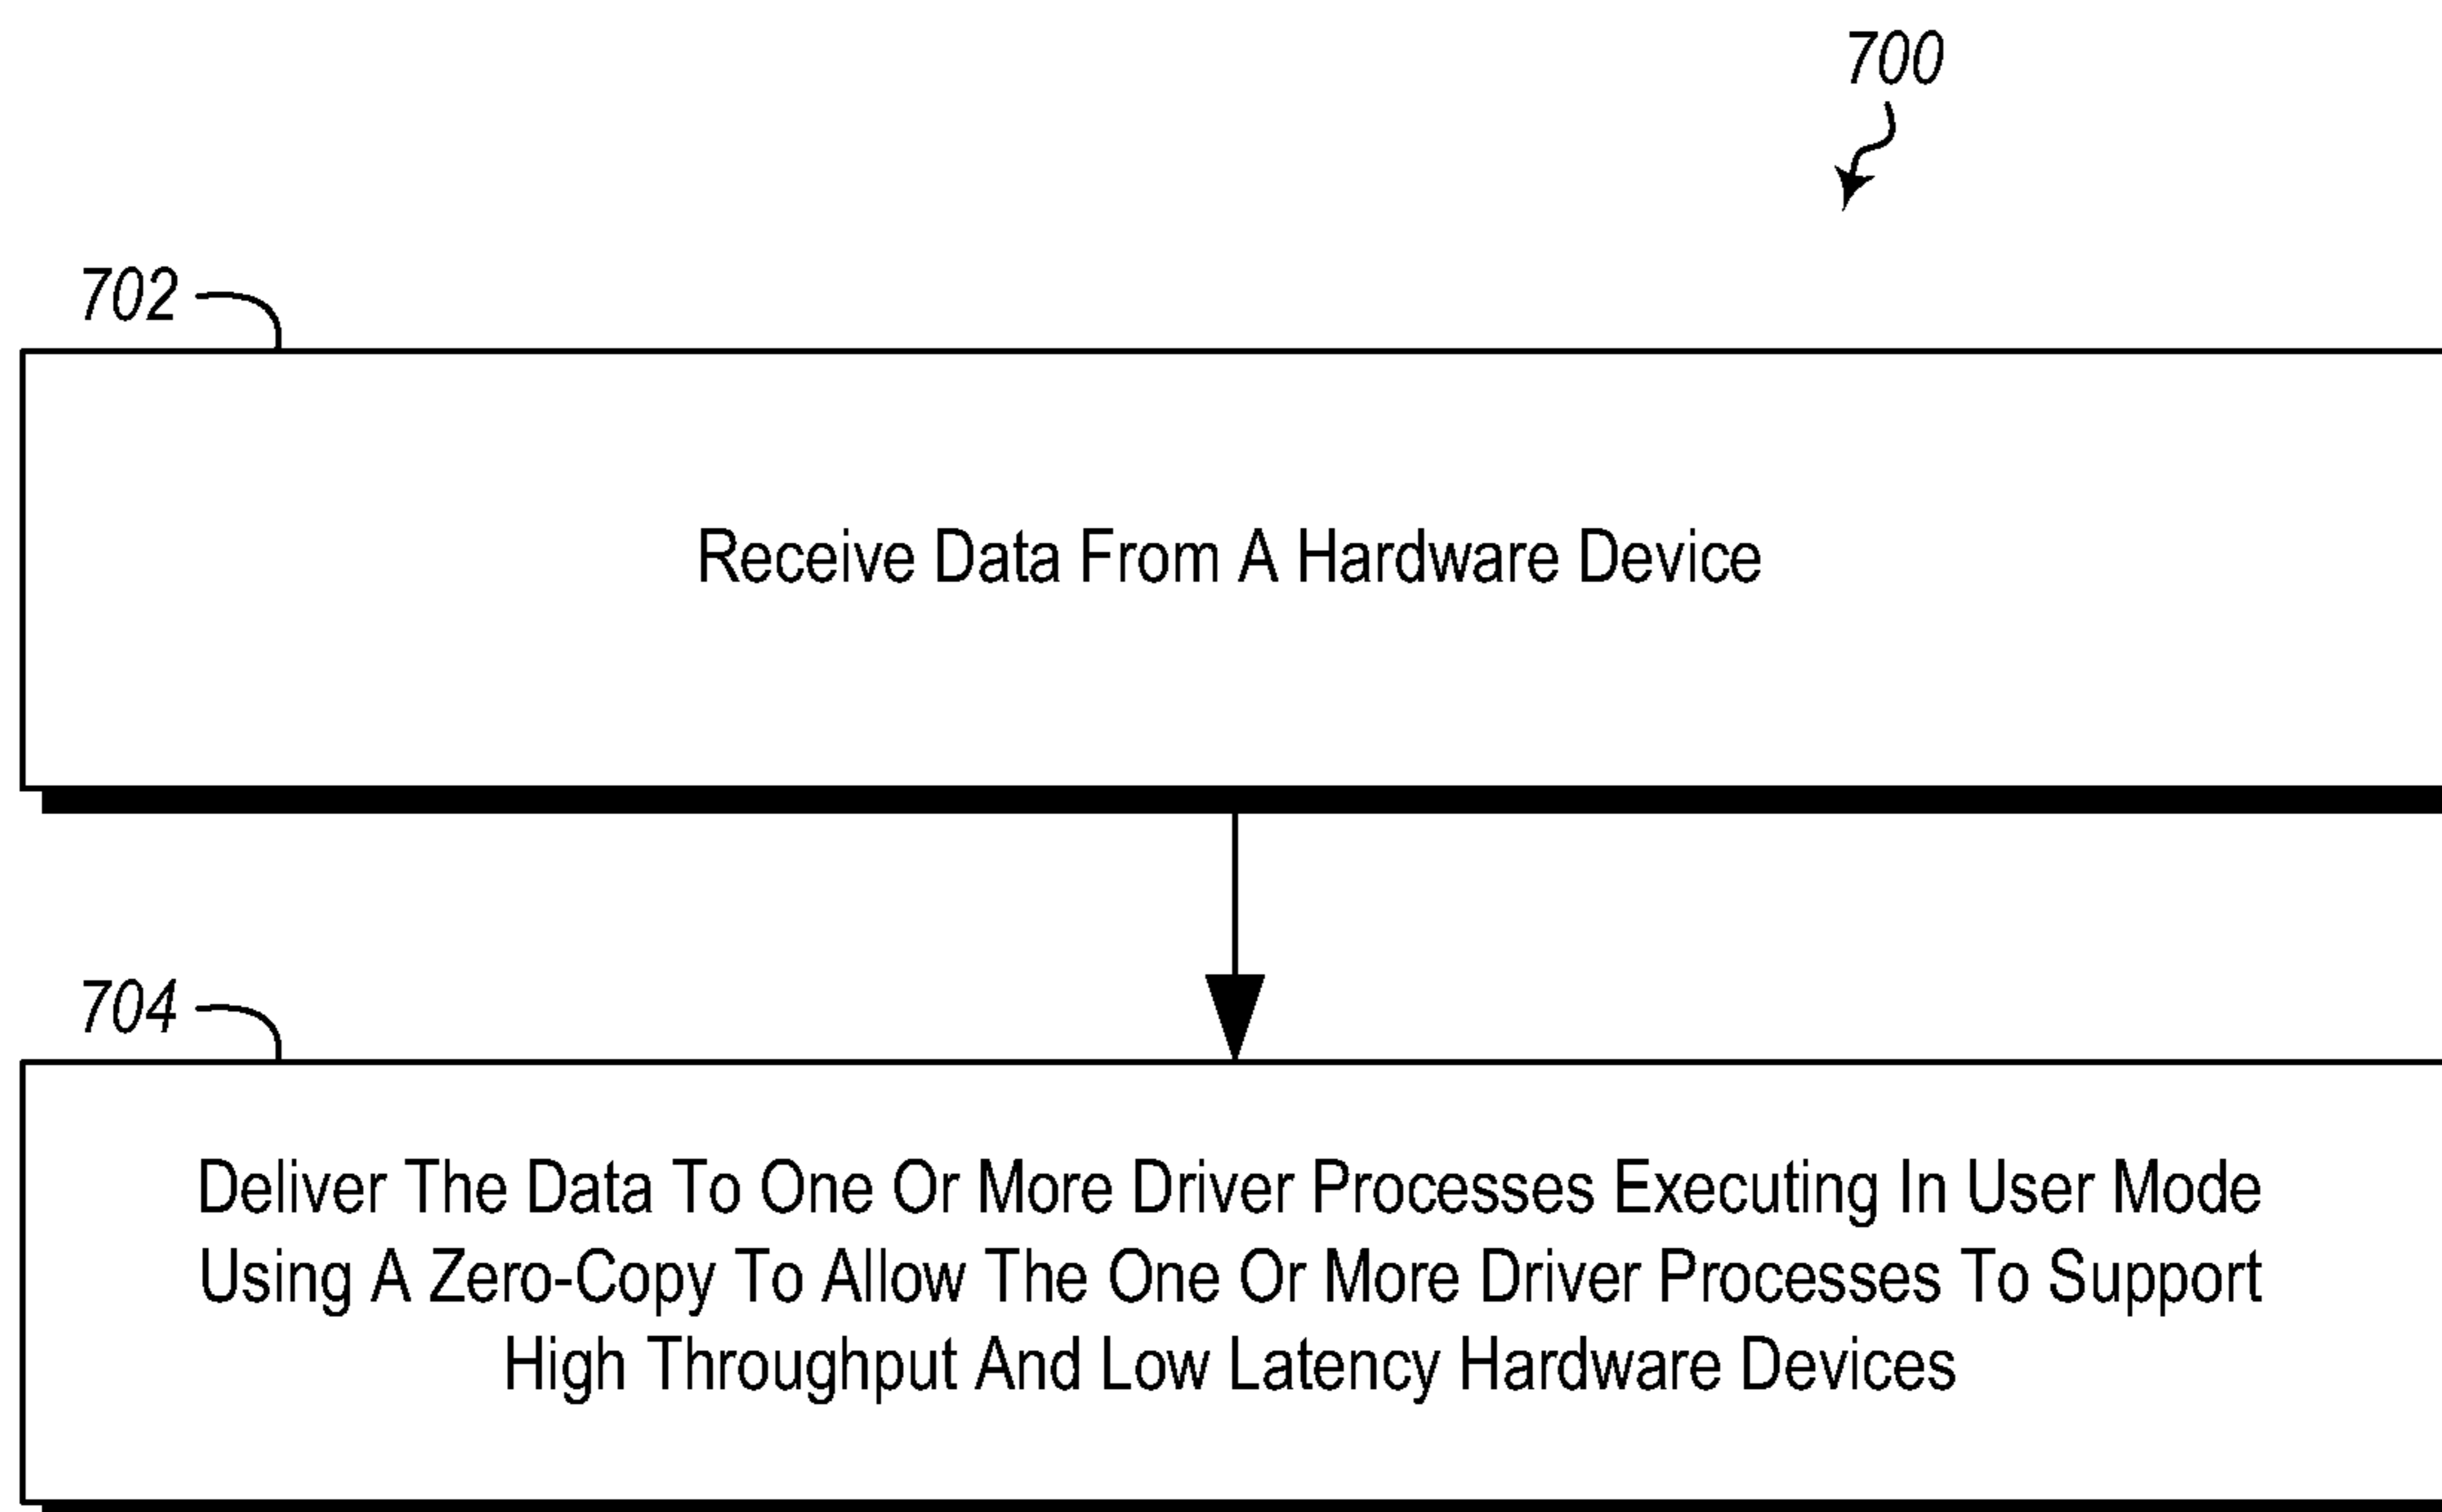 700
702
Receive Data From A Hardware Device
704
Deliver The Data To One Or More Driver Processes Executing In User Mode
Using A Zero-Copy To Allow The One Or More Driver Processes To Support
High Throughput And Low Latency Hardware Devices